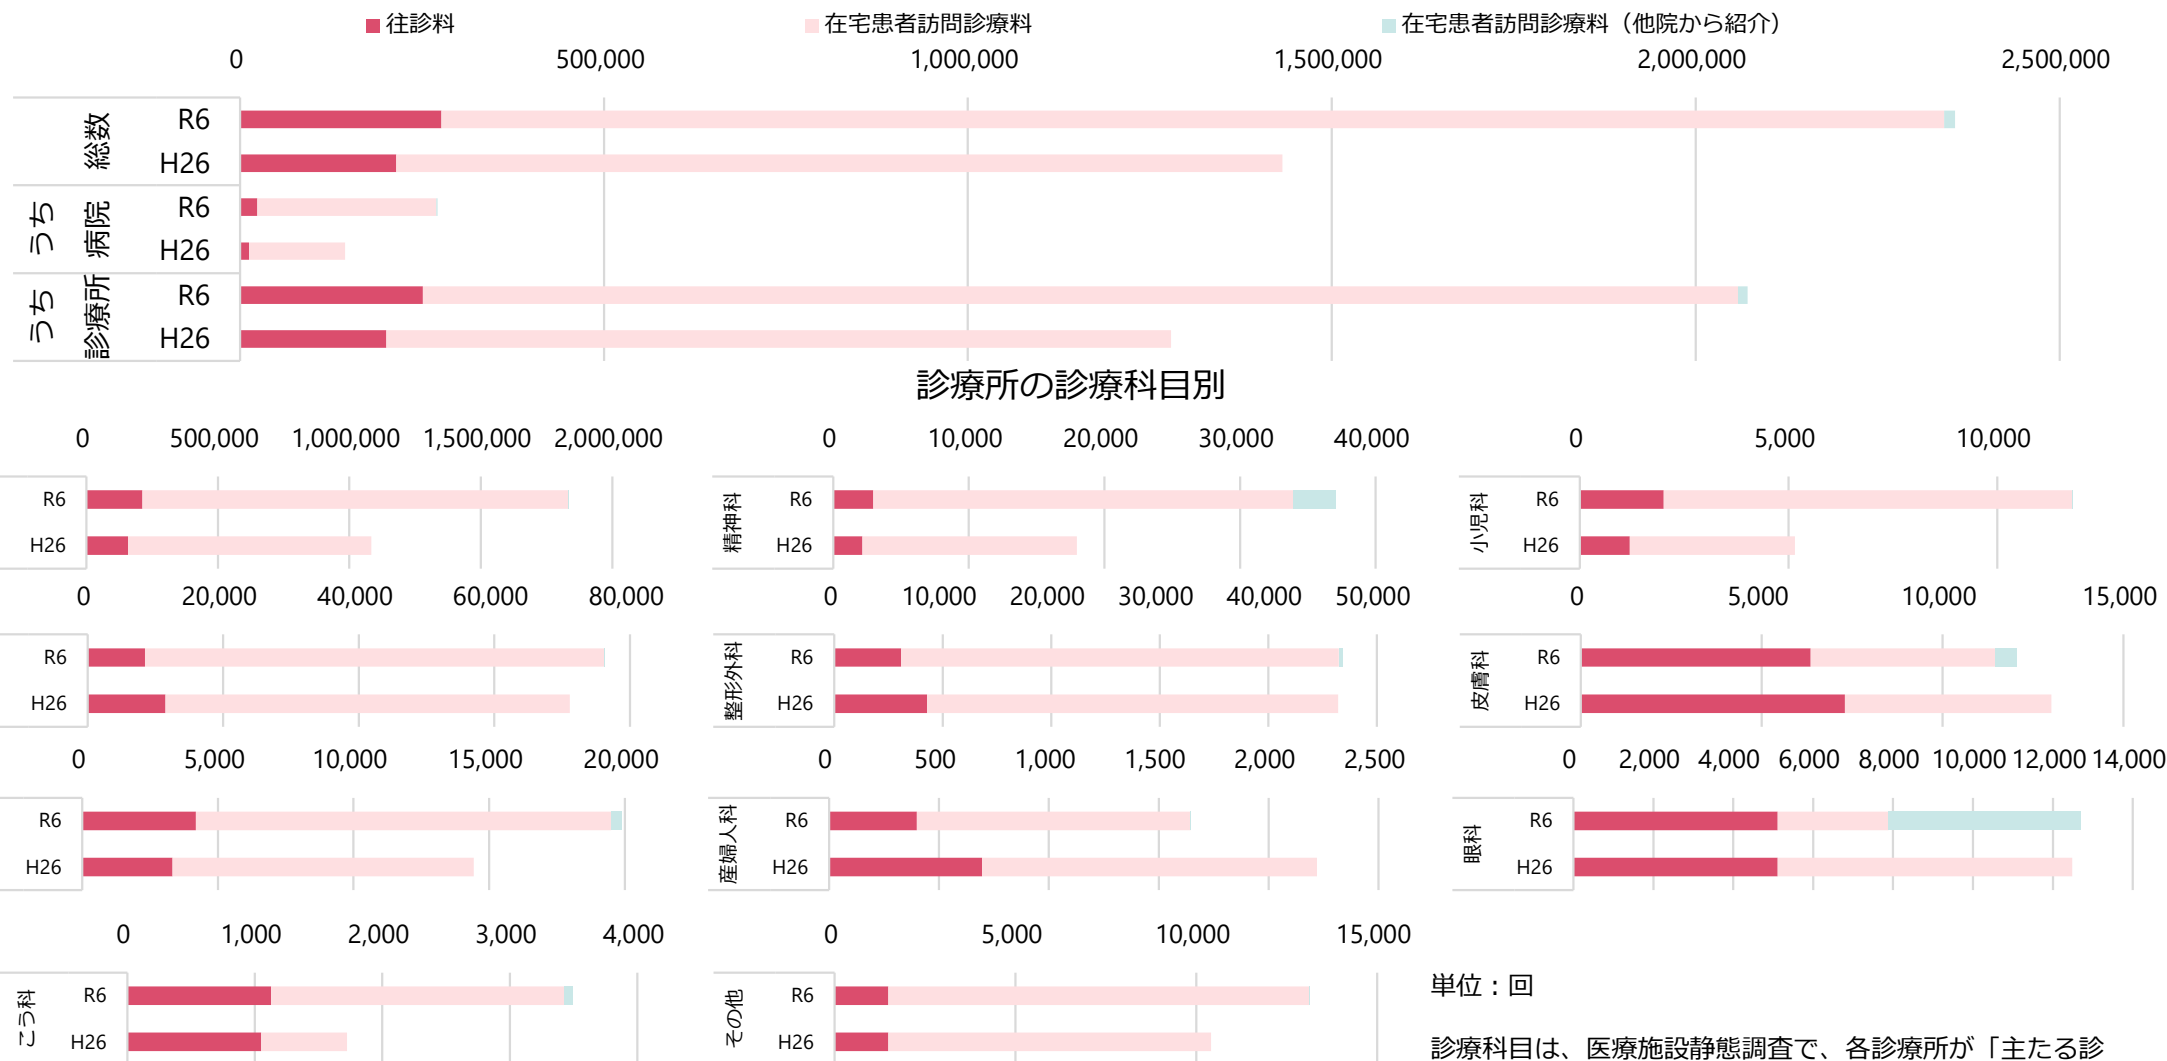 往診料 在宅患者訪問診療料 在宅患者訪問診療料（他院から紹介）
0 500,000 1,000,000 1,500,000 2,000,000 2,500,000
総数
R6
H26
うち
病院
R6
H26
うち
診療所
R6
H26
診療所の診療科目別
0 500,000 1,000,000 1,500,000 2,000,000
R6
H26
0 10,000 20,000 30,000 40,000
精神科
R6
H26
0 5,000 10,000
小児科
R6
H26
0 20,000 40,000 60,000 80,000
R6
H26
0 10,000 20,000 30,000 40,000 50,000
整形外科
R6
H26
0 5,000 10,000 15,000
皮膚科
R6
H26
0 5,000 10,000 15,000 20,000
R6
H26
0 500 1,000 1,500 2,000 2,500
産婦人科
R6
H26
0 2,000 4,000 6,000 8,000 10,000 12,000 14,000
眼科
R6
H26
0 1,000 2,000 3,000 4,000
こう科
R6
H26
0 5,000 10,000 15,000
その他
R6
H26
単位：回
診療科目は、医療施設静態調査で、各診療所が「主たる診